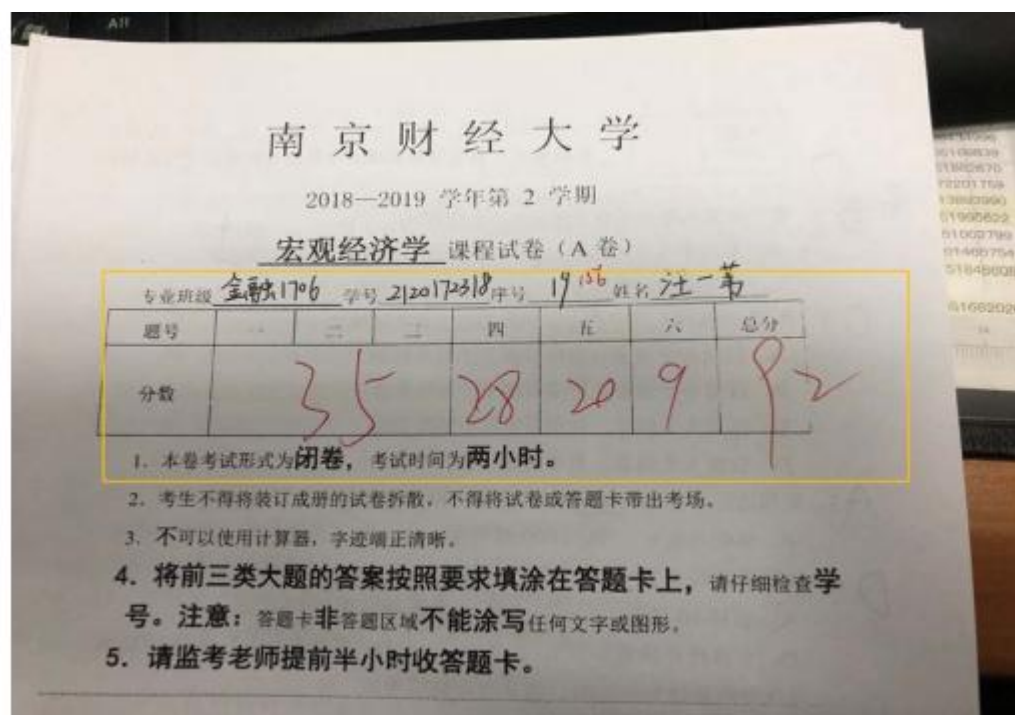 All
南京财经大学
2018—2019 学年第 2 学期
宏观经济学 课程试卷（A 卷）
专业班级 金融1706 学号 2120172318 序号 19 156 姓名 汪一苇
题号 一 二 三 四 五 六 总分
分数 35 28 20 9 92
1. 本卷考试形式为闭卷，考试时间为两小时。
2. 考生不得将装订成册的试卷拆散，不得将试卷或答题卡带出考场。
3. 不可以使用计算器，字迹端正清晰。
4. 将前三类大题的答案按照要求填涂在答题卡上，请仔细检查学
号。注意：答题卡非答题区域不能涂写任何文字或图形。
5. 请监考老师提前半小时收答题卡。